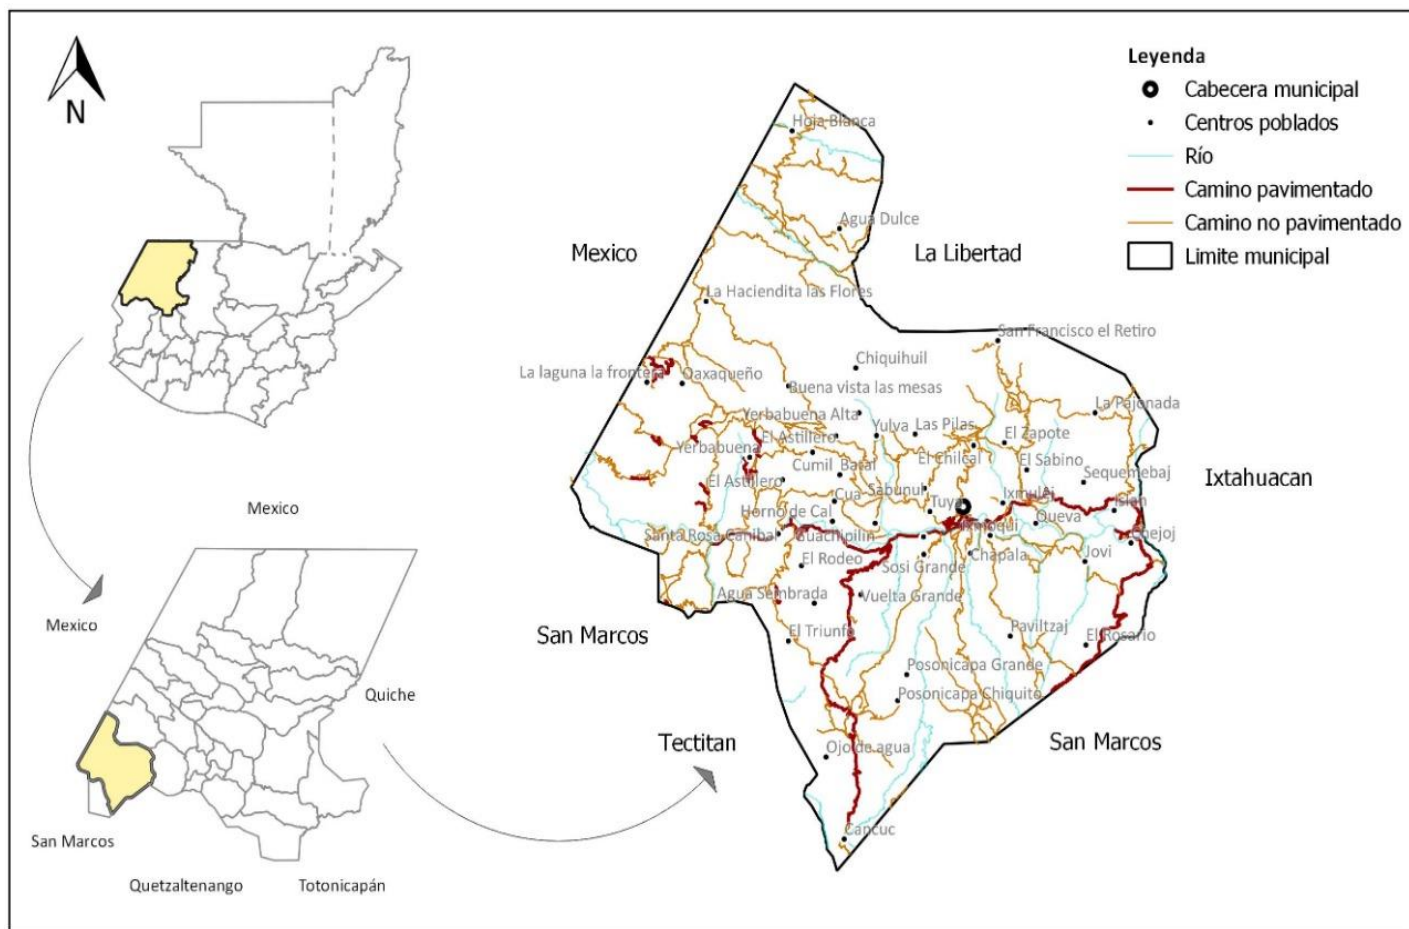 N
Leyenda
Cabecera municipal
Centros poblados
Río
Camino pavimentado
Camino no pavimentado
Limite municipal
Hoja Blanca
Agua Dulce
Mexico
La Libertad
La Haciendita las Flores
San Francisco el Retiro
Chiquihuil
La laguna la frontera
Oaxaqueño
Buena vista las mesas
La Pajonada
Yerbabuena Alta
Yulva
Las Pilas
El Astillero
El Zapote
Yerbabuena
El Chilcal
Cumil
Batal
El Sabino
Sequemebaj
Ixtahuacan
El Astillero
Sabunul
Cua
Tuya
Ixmulej
Islan
Horno de Cal
Queva
Santa Rosa Canibal
Guachipilin
Chejoj
El Rodeo
Sosi Grande
Chapala
Jovi
Agua Sembrada
Vuelta Grande
San Marcos
El Triunfo
Paviltzaj
El Rosario
Posonicapa Grande
Posonicapa Chiquito
Tectitan
Ojo de agua
San Marcos
Cancuc
Mexico
Mexico
Quiche
San Marcos
Quetzaltenango
Totonicapán